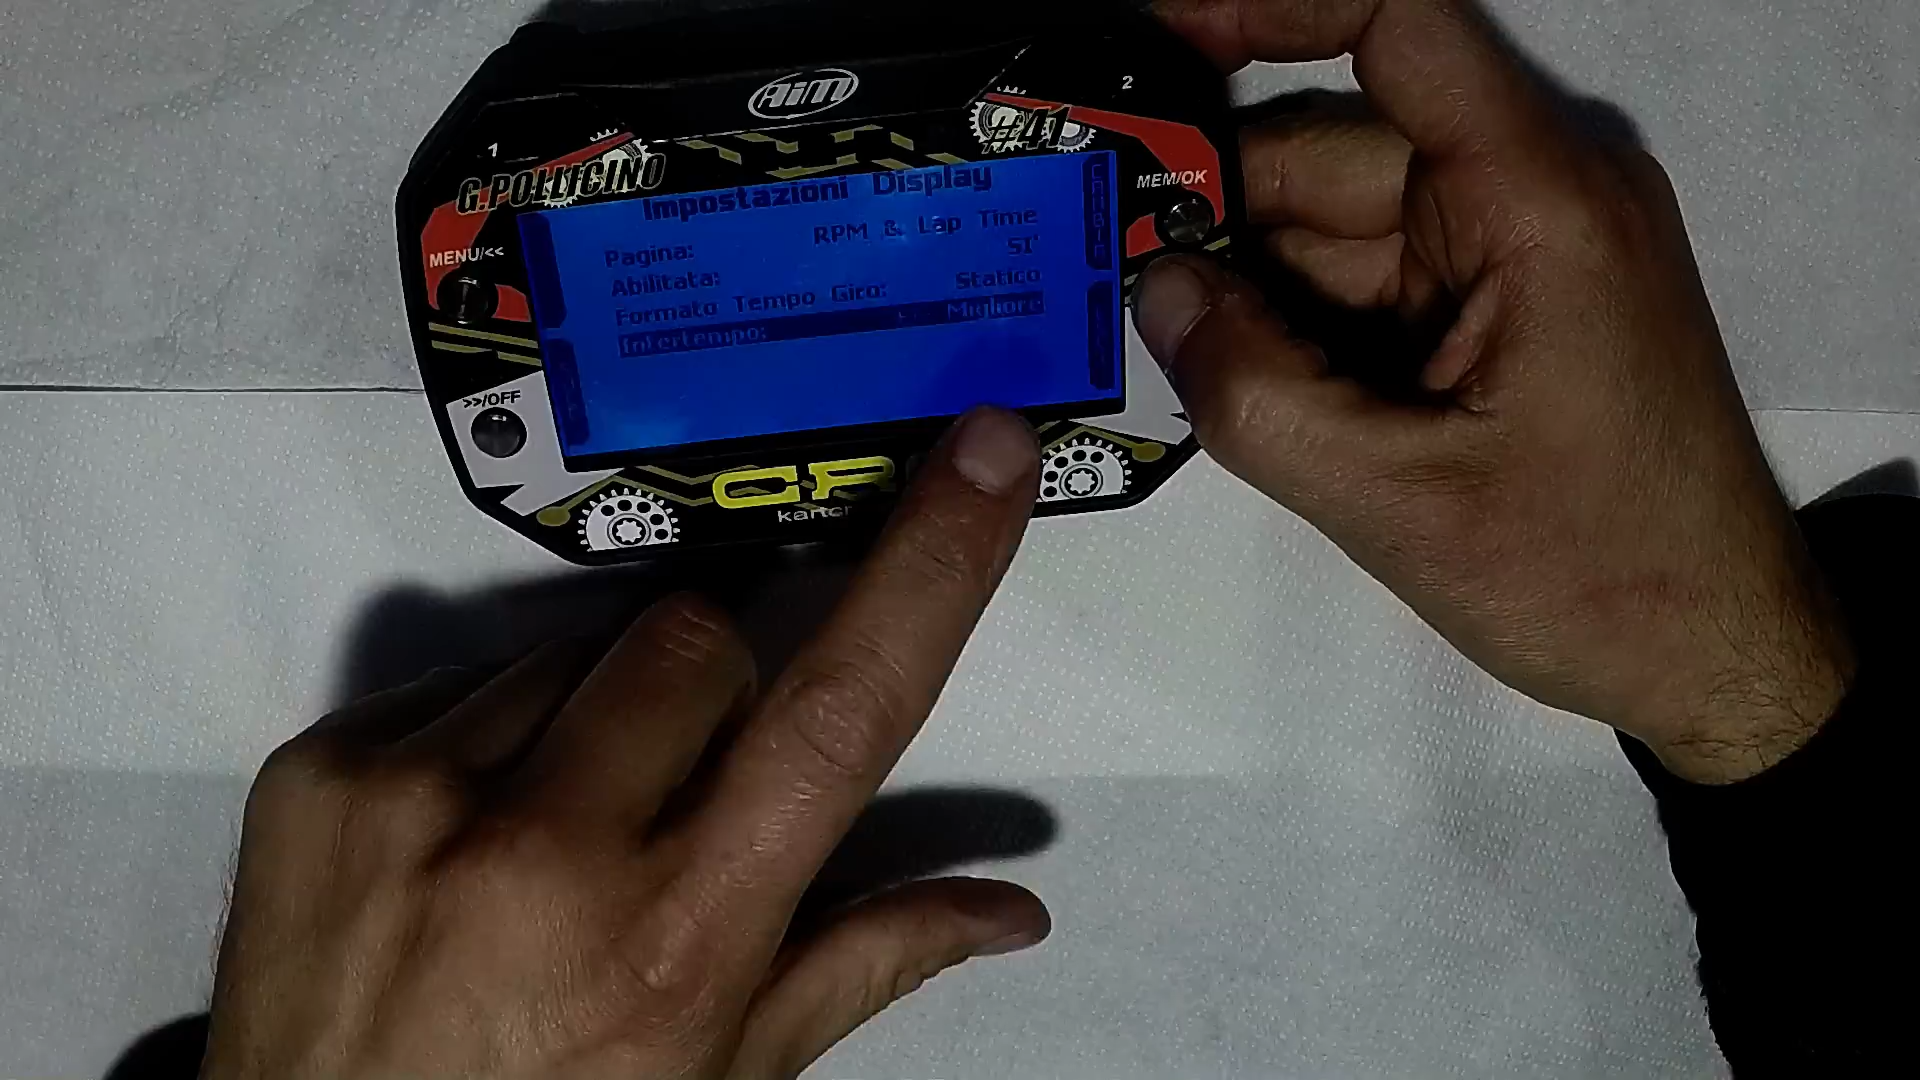 AiM
1
2
G.POLLICINO
#41
MENU/<<
MEM/OK
>>/OFF
Impostazioni Display
Pagina: RPM & Lap Time
Abilitata: SI'
Formato Tempo Giro: Statico
Intertempo: Migliore